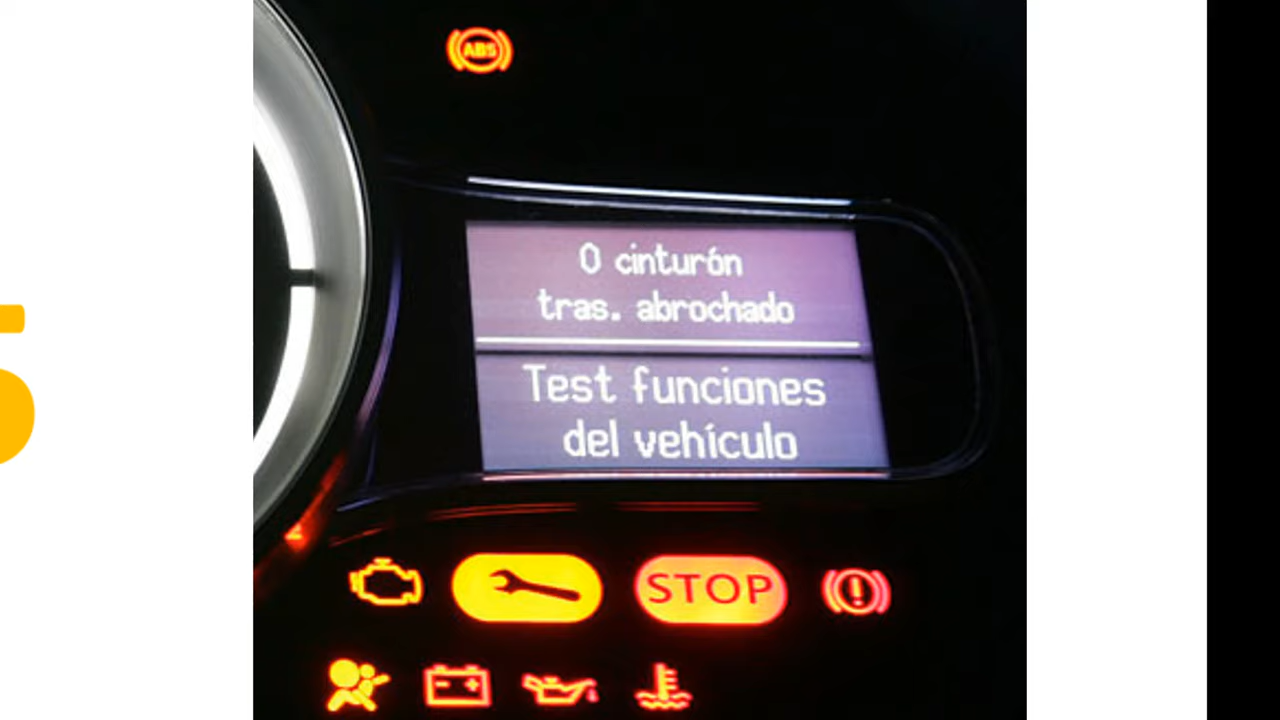 ABS
0 cinturón
tras. abrochado
Test funciones
del vehículo
STOP